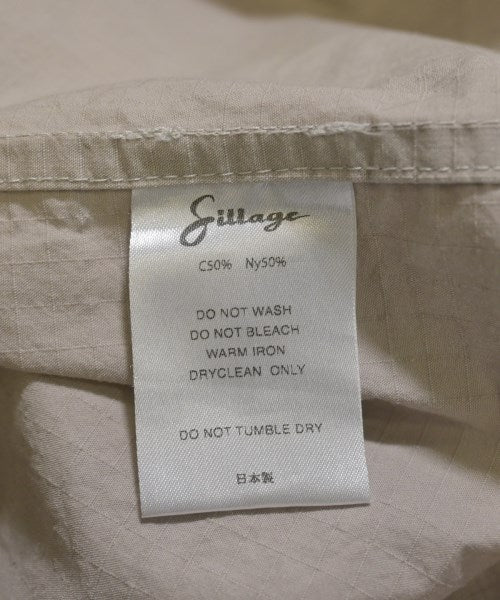 Sillage
C50% Ny50%
DO NOT WASH
DO NOT BLEACH
WARM IRON
DRYCLEAN ONLY
DO NOT TUMBLE DRY
日本製